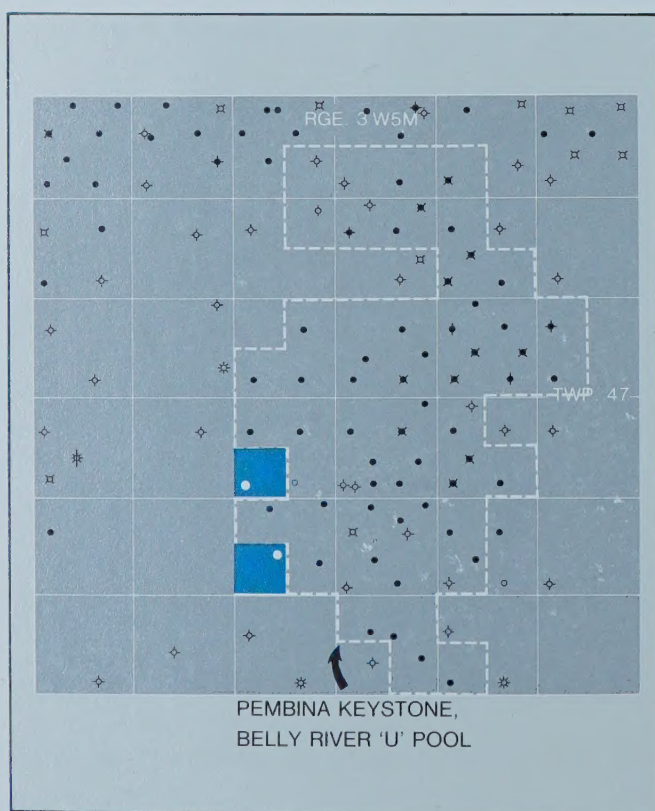 RGE. 3 W5M
TWP. 47
PEMBINA KEYSTONE,
BELLY RIVER 'U' POOL